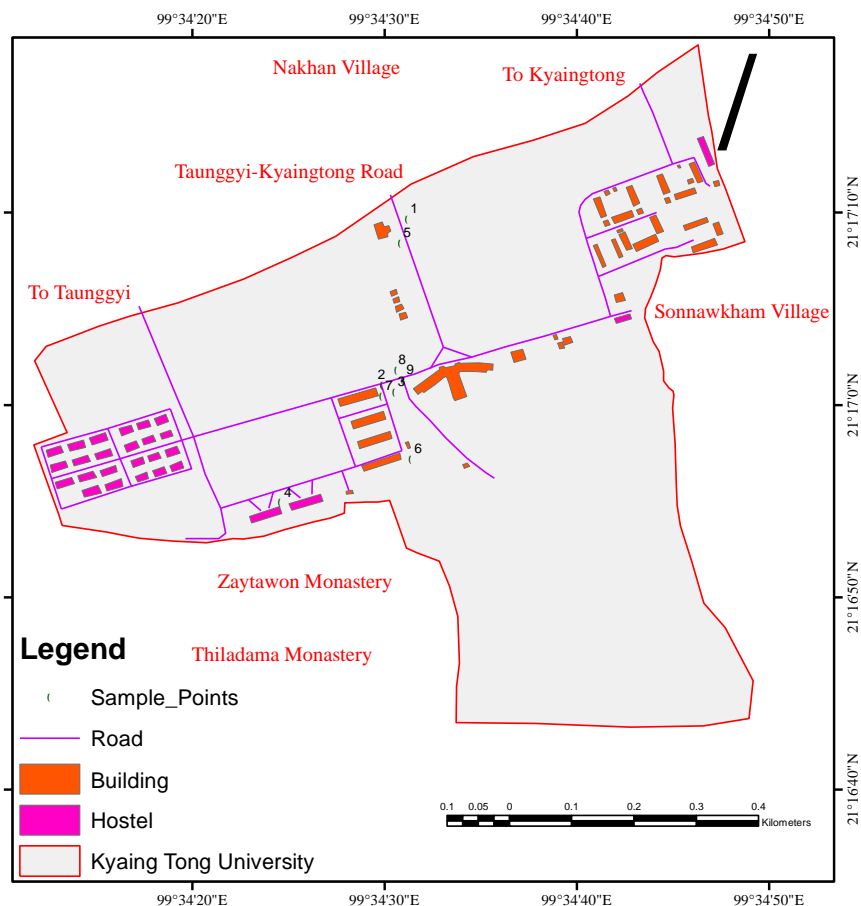 99°34'20"E 99°34'30"E 99°34'40"E 99°34'50"E
Nakhan Village
To Kyaingtong
Taunggyi-Kyaingtong Road
1
21°17'10"N
5
To Taunggyi
Sonnawkham Village
8
9
2
7
3
21°17'0"N
6
4
Zaytawon Monastery
21°16'50"N
Legend
Thiladama Monastery
Sample_Points
Road
Building
21°16'40"N
Hostel
0.1 0.05 0 0.1 0.2 0.3 0.4
Kilometers
Kyaing Tong University
99°34'20"E 99°34'30"E 99°34'40"E 99°34'50"E